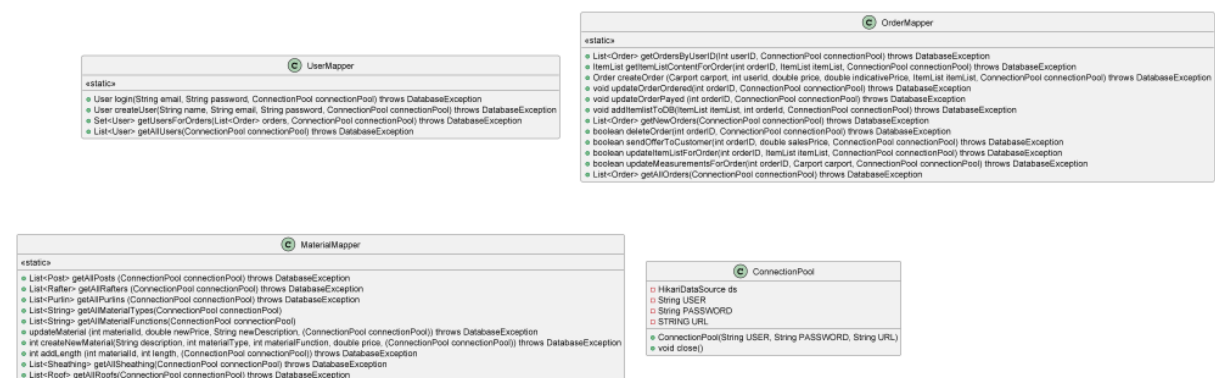 C OrderMapper
«static»
List<Order> getOrdersByUserID(Int userID, ConnectionPool connectionPool) throws DatabaseException
ItemList getItemListContentForOrder(int orderID, ItemList itemList, ConnectionPool connectionPool) throws DatabaseException
Order createOrder (Carport carport, int userId, double price, double indicativePrice, ItemList itemList, ConnectionPool connectionPool) throws DatabaseException
void updateOrderOrdered(int orderID, ConnectionPool connectionPool) throws DatabaseException
void updateOrderPayed (int orderID, ConnectionPool connectionPool) throws DatabaseException
void addItemlistToDB(ItemList itemList, int orderId, ConnectionPool connectionPool) throws DatabaseException
List<Order> getNewOrders(ConnectionPool connectionPool) throws DatabaseException
boolean deleteOrder(int orderID, ConnectionPool connectionPool) throws DatabaseException
boolean sendOfferToCustomer(int orderID, double salesPrice, ConnectionPool connectionPool) throws DatabaseException
boolean updateItemListForOrder(int orderID, ItemList itemList, ConnectionPool connectionPool) throws DatabaseException
boolean updateMeasurementsForOrder(int orderID, Carport carport, ConnectionPool connectionPool) throws DatabaseException
List<Order> getAllOrders(ConnectionPool connectionPool) throws DatabaseException
C UserMapper
«static»
User login(String email, String password, ConnectionPool connectionPool) throws DatabaseException
User createUser(String name, String email, String password, ConnectionPool connectionPool) throws DatabaseException
Set<User> getUsersForOrders(List<Order> orders, ConnectionPool connectionPool) throws DatabaseException
List<User> getAllUsers(ConnectionPool connectionPool) throws DatabaseException
C MaterialMapper
«static»
List<Post> getAllPosts (ConnectionPool connectionPool) throws DatabaseException
List<Rafter> getAllRafters (ConnectionPool connectionPool) throws DatabaseException
List<Purlin> getAllPurlins (ConnectionPool connectionPool) throws DatabaseException
List<String> getAllMaterialTypes(ConnectionPool connectionPool)
List<String> getAllMaterialFunctions(ConnectionPool connectionPool)
updateMaterial (int materialId, double newPrice, String newDescription, (ConnectionPool connectionPool)) throws DatabaseException
int createNewMaterial(String description, int materialType, int materialFunction, double price, (ConnectionPool connectionPool)) throws DatabaseException
int addLength (int materialId, int length, (ConnectionPool connectionPool)) throws DatabaseException
List<Sheathing> getAllSheathing(ConnectionPool connectionPool) throws DatabaseException
List<Roof> getAllRoofs(ConnectionPool connectionPool) throws DatabaseException
C ConnectionPool
HikariDataSource ds
String USER
String PASSWORD
STRING URL
ConnectionPool(String USER, String PASSWORD, String URL)
void close()